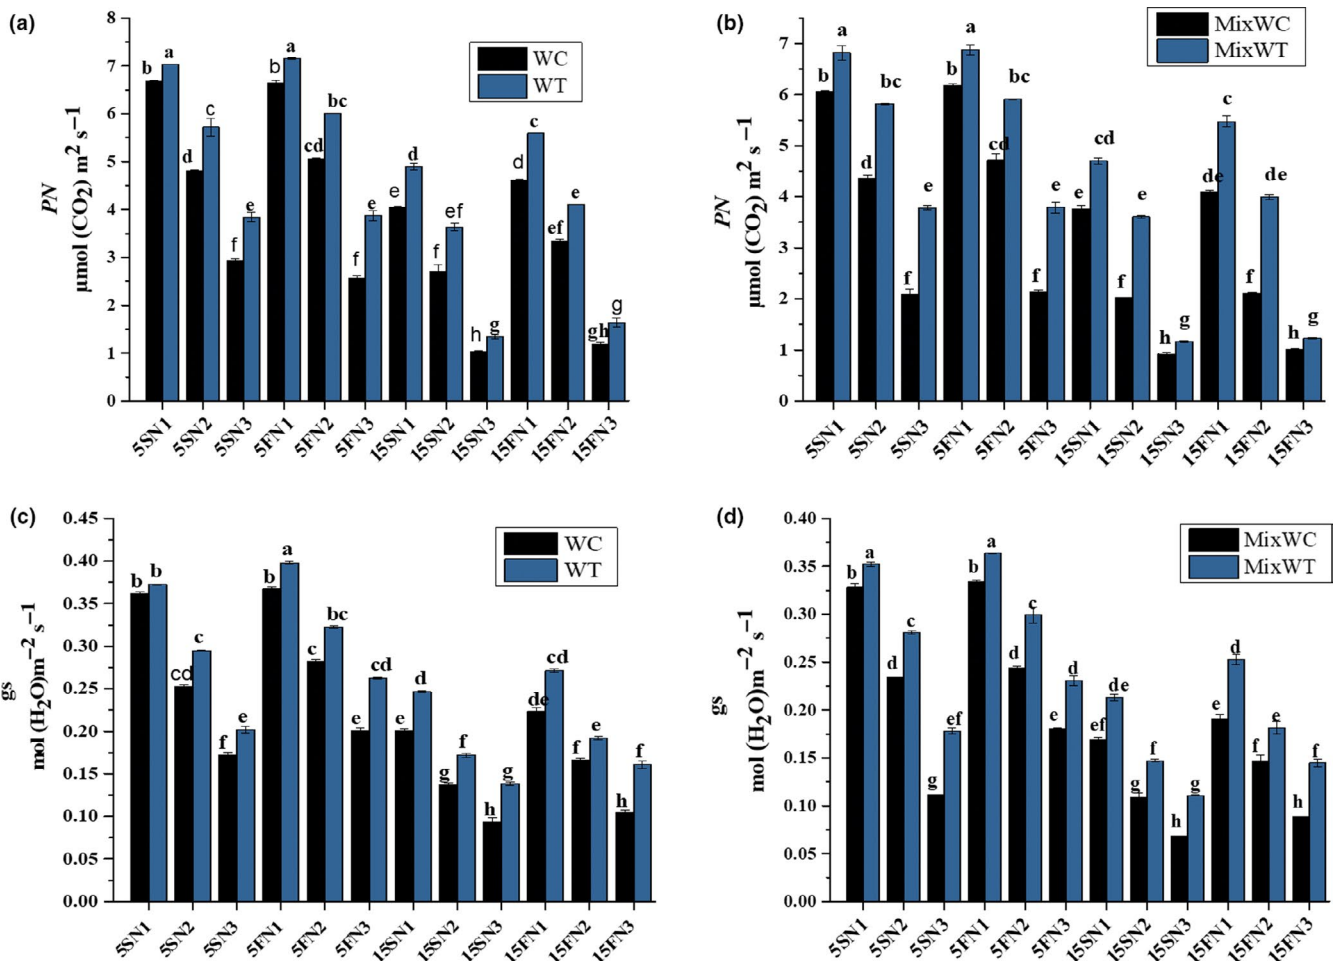 (a)
WC
WT
PN
µmol (CO2) m2 s−1
8
7
6
5
4
3
2
1
0
b a
d c
f e
b a
cd bc
f e
e d
f ef
h g
d c
ef e
gh g
5SN1 5SN2 5SN3 5FN1 5FN2 5FN3 15SN1 15SN2 15SN3 15FN1 15FN2 15FN3
(b)
MixWC
MixWT
PN
µmol (CO2) m2 s−1
7
6
5
4
3
2
1
0
b a
d bc
f e
b a
cd bc
f e
e cd
f e
h g
de c
f de
h g
5SN1 5SN2 5SN3 5FN1 5FN2 5FN3 15SN1 15SN2 15SN3 15FN1 15FN2 15FN3
(c)
WC
WT
gs
mol (H2O)m−2 s−1
0.45
0.40
0.35
0.30
0.25
0.20
0.15
0.10
0.05
0.00
b b
cd c
f e
b a
c bc
e cd
e d
g f
h g
de cd
f e
h f
5SN1 5SN2 5SN3 5FN1 5FN2 5FN3 15SN1 15SN2 15SN3 15FN1 15FN2 15FN3
(d)
MixWC
MixWT
gs
mol (H2O)m−2 s−1
0.40
0.35
0.30
0.25
0.20
0.15
0.10
0.05
0.00
b a
d c
g ef
b a
d c
e d
ef de
g f
h g
e d
f e
h f
5SN1 5SN2 5SN3 5FN1 5FN2 5FN3 15SN1 15SN2 15SN3 15FN1 15FN2 15FN3